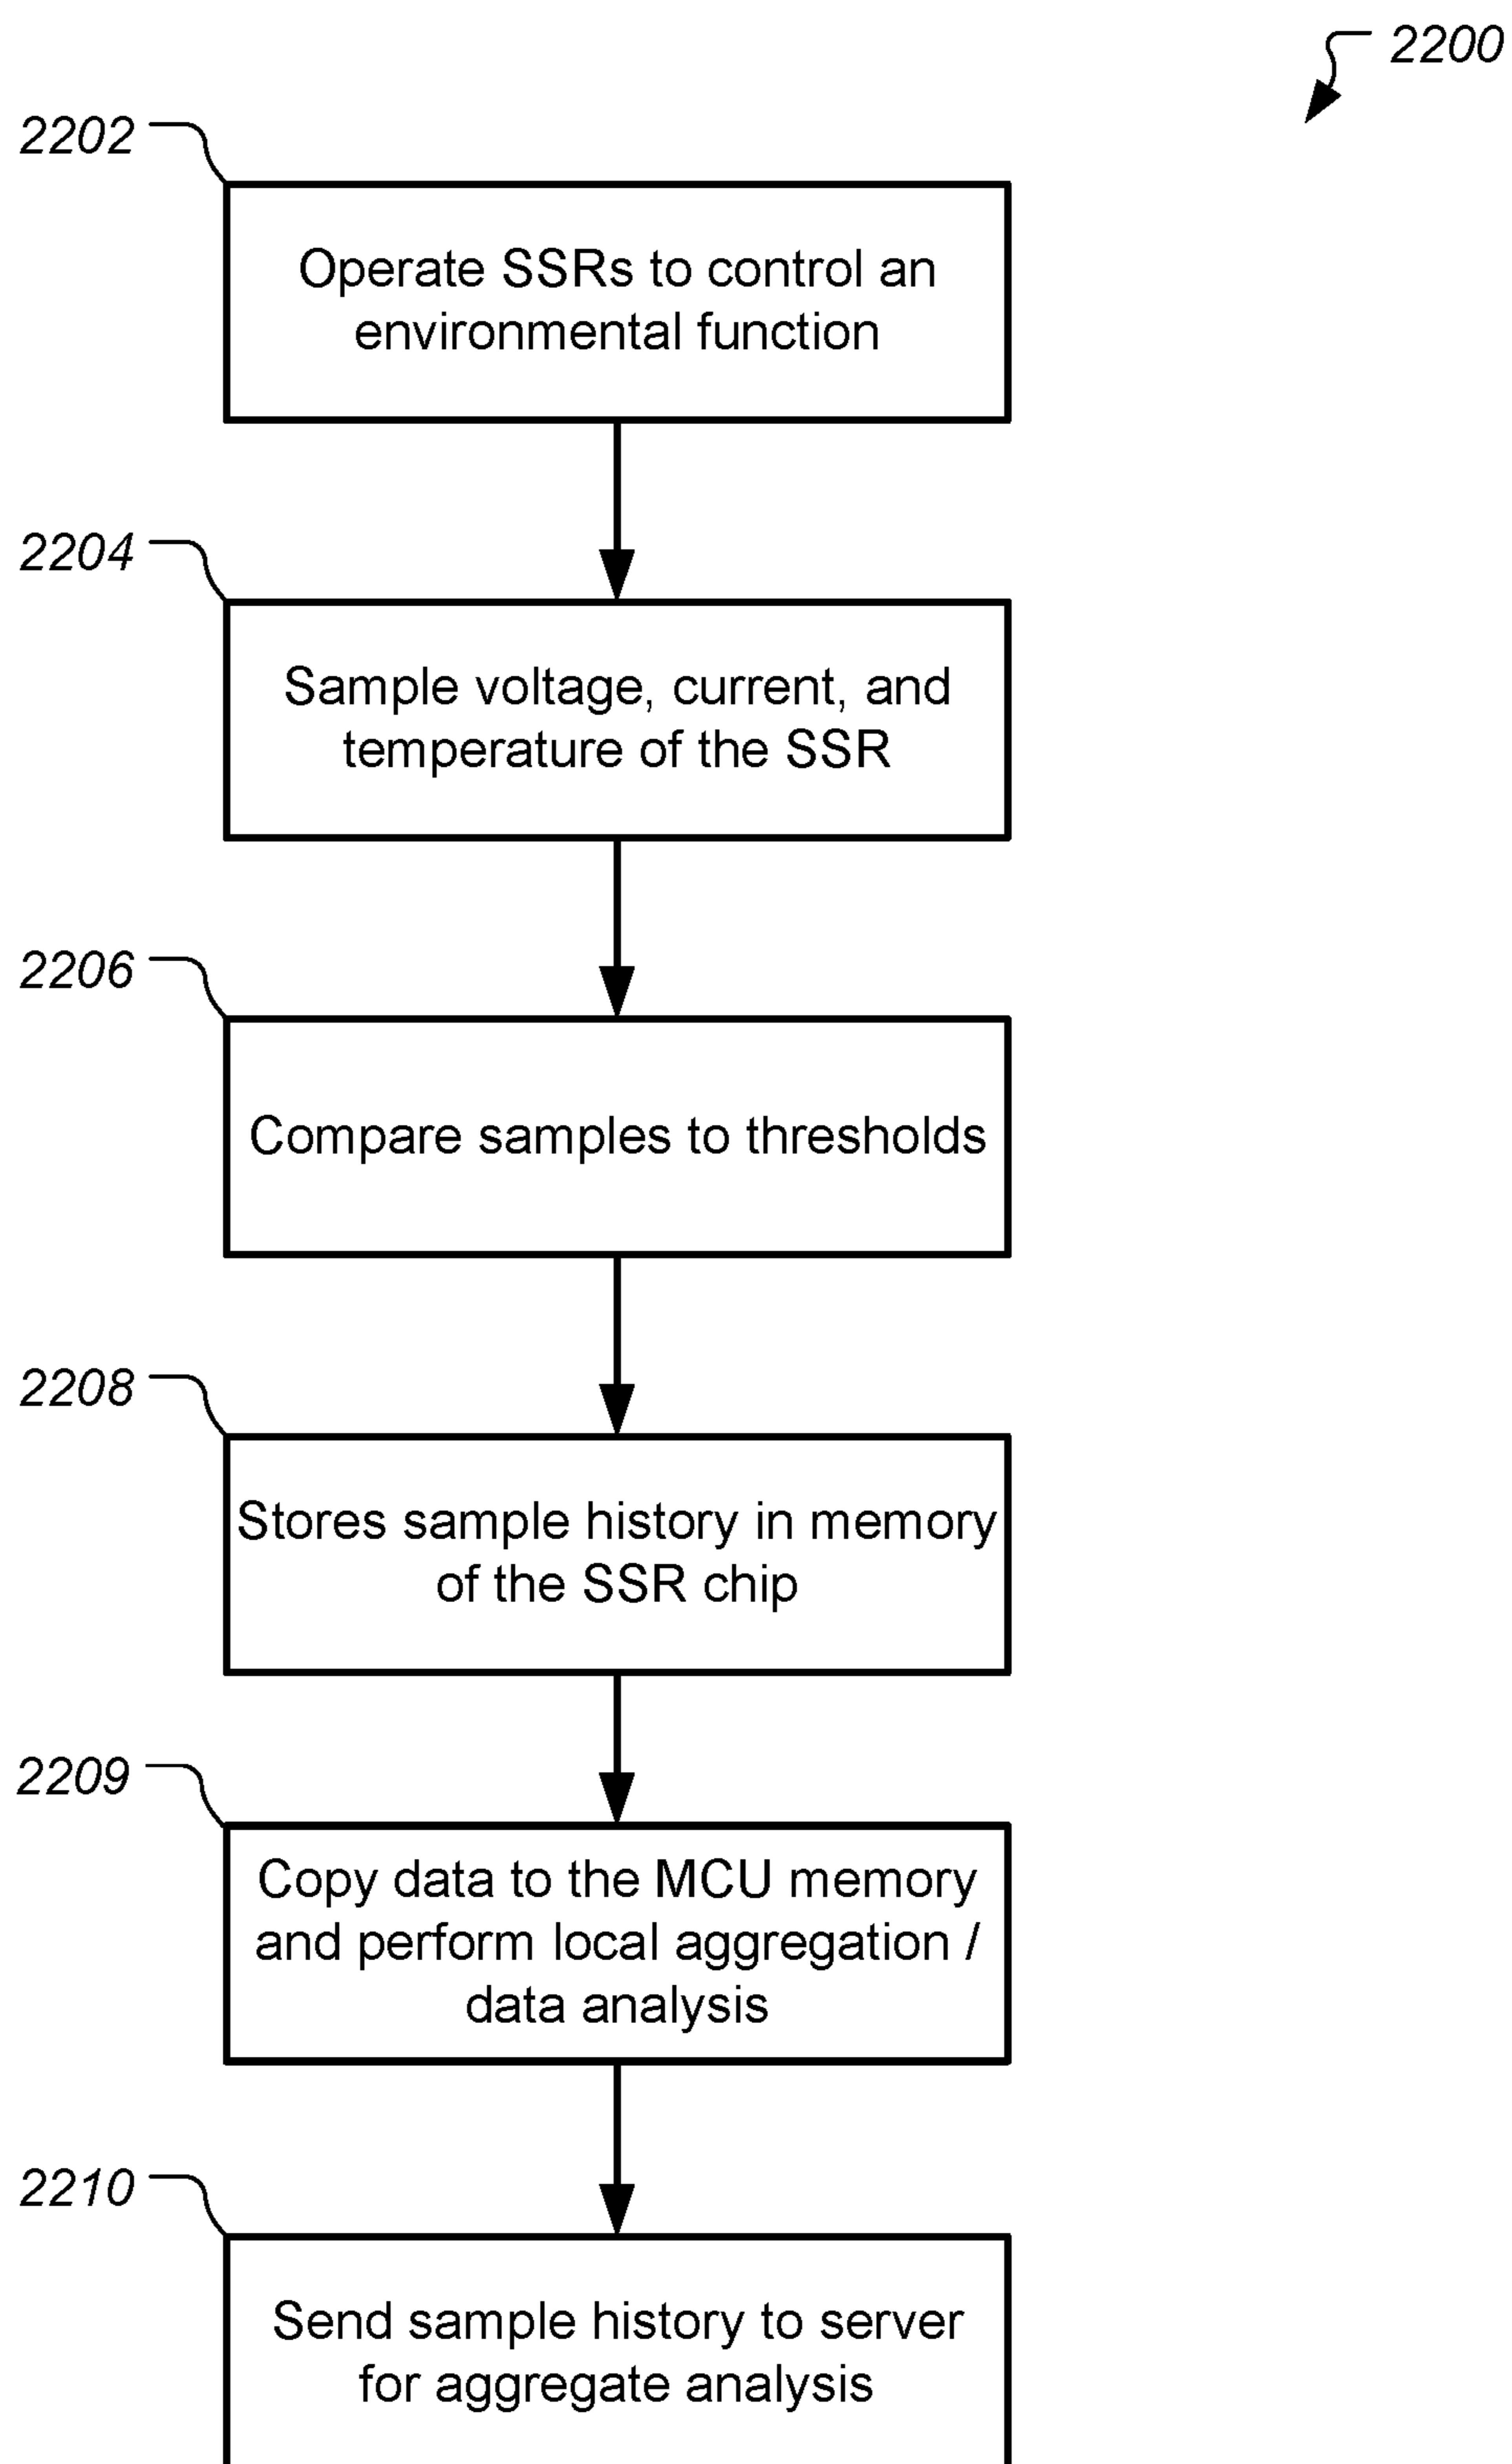 2200
2202
Operate SSRs to control an
environmental function
2204
Sample voltage, current, and
temperature of the SSR
2206
Compare samples to thresholds
2208
Stores sample history in memory
of the SSR chip
2209
Copy data to the MCU memory
and perform local aggregation /
data analysis
2210
Send sample history to server
for aggregate analysis